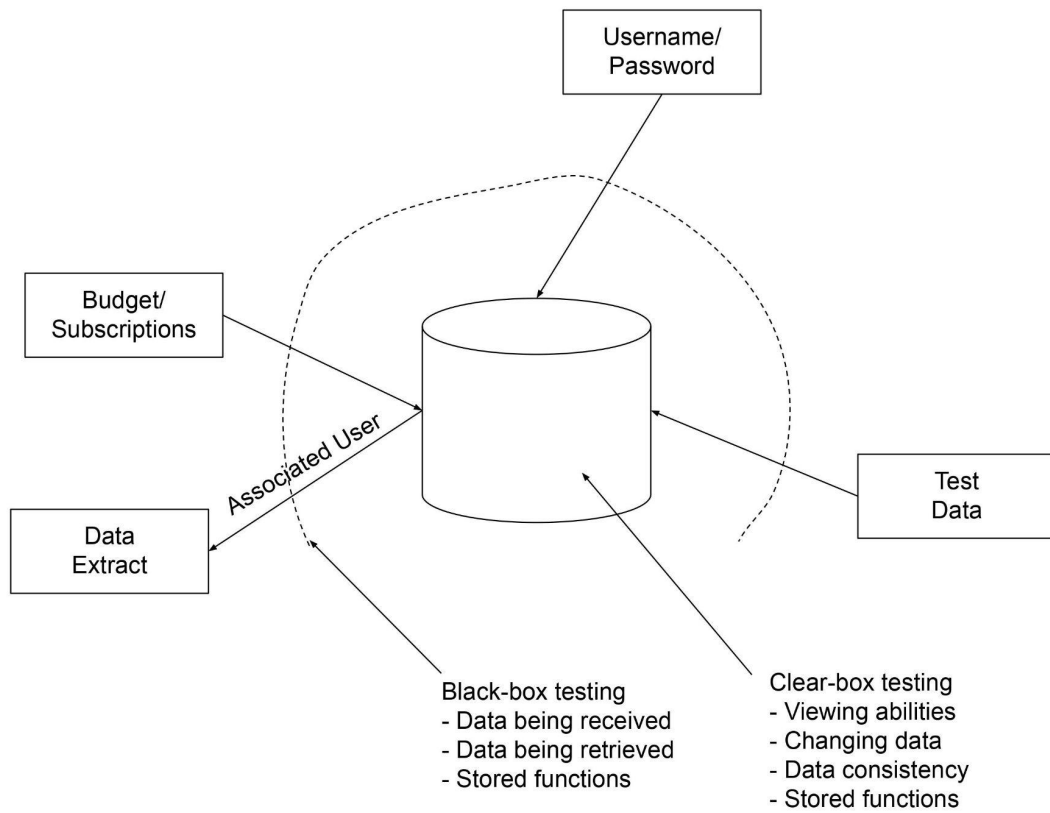 Username/
Password
Budget/
Subscriptions
Associated User
Test
Data
Data
Extract
Black-box testing
- Data being received
- Data being retrieved
- Stored functions
Clear-box testing
- Viewing abilities
- Changing data
- Data consistency
- Stored functions